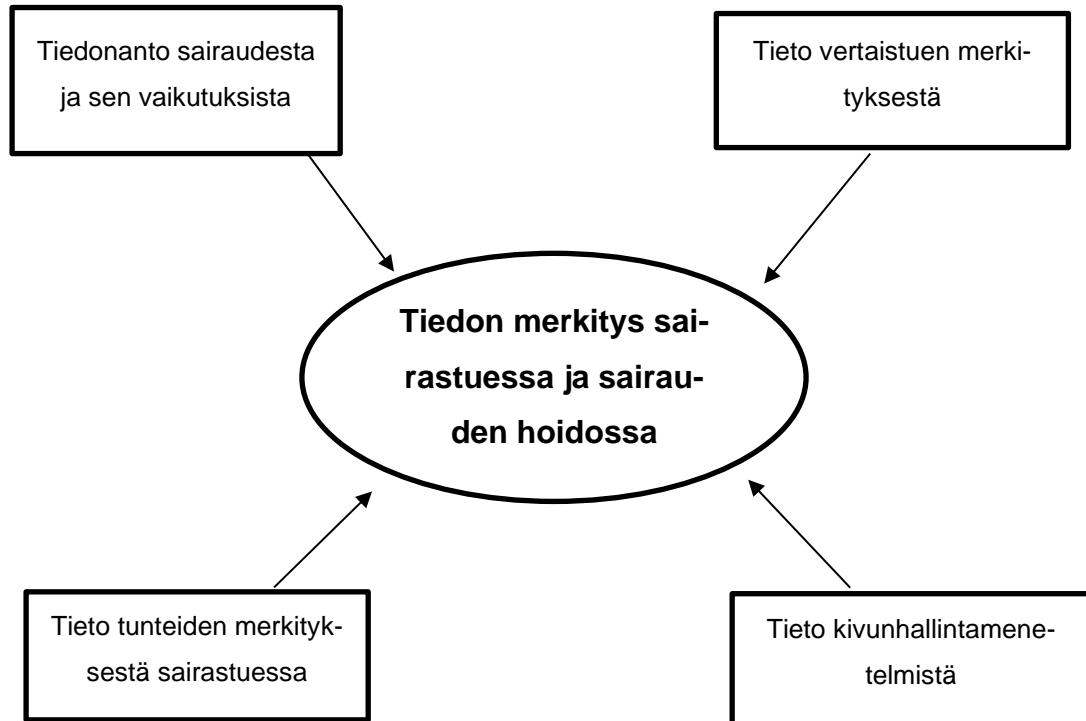 Tiedonanto sairaudesta
ja sen vaikutuksista
Tieto vertaistuen merki-
tyksestä
Tiedon merkitys sai-
rastuessa ja sairau-
den hoidossa
Tieto tunteiden merkityk-
sestä sairastuessa
Tieto kivunhallintamene-
telmistä